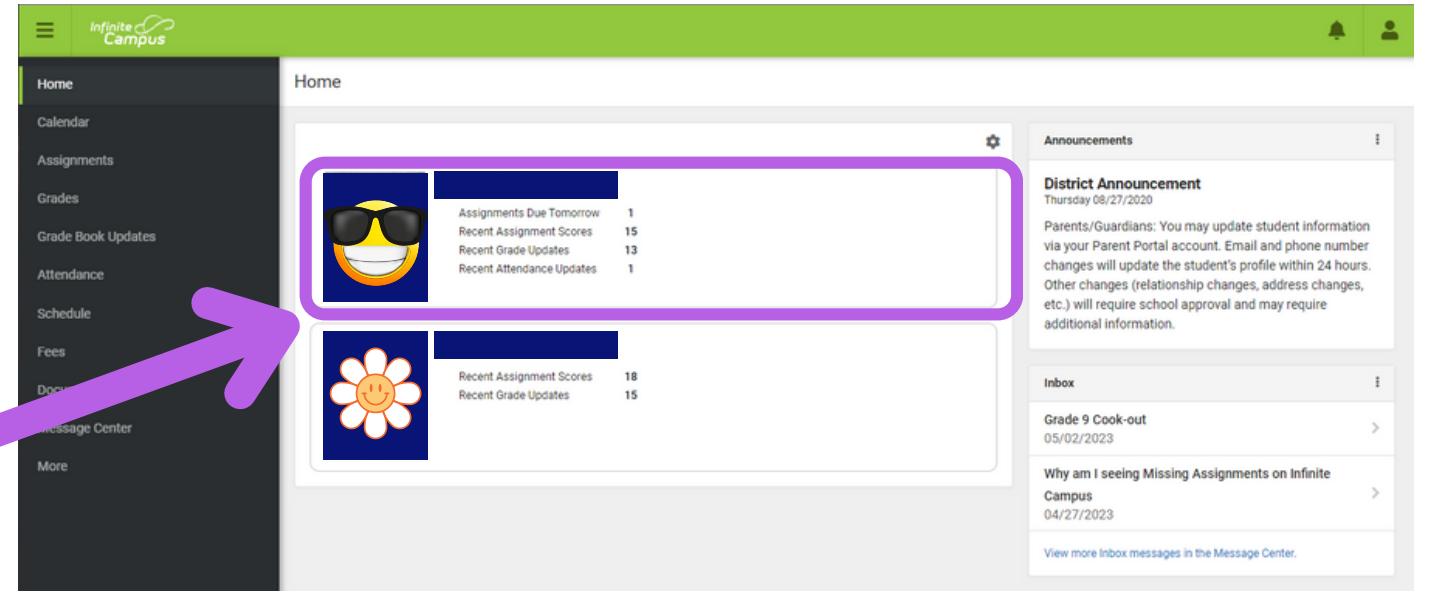 Infinite
Campus
Home
Calendar
Assignments
Grades
Grade Book Updates
Attendance
Schedule
Fees
Message Center
More
Home
Assignments Due Tomorrow 1
Recent Assignment Scores 15
Recent Grade Updates 13
Recent Attendance Updates 1
Recent Assignment Scores 18
Recent Grade Updates 15
Announcements
District Announcement
Thursday 08/27/2020
Parents/Guardians: You may update student information
via your Parent Portal account. Email and phone number
changes will update the student's profile within 24 hours.
Other changes (relationship changes, address changes,
etc.) will require school approval and may require
additional information.
Inbox
Grade 9 Cook-out
05/02/2023
Why am I seeing Missing Assignments on Infinite
Campus
04/27/2023
View more Inbox messages in the Message Center.